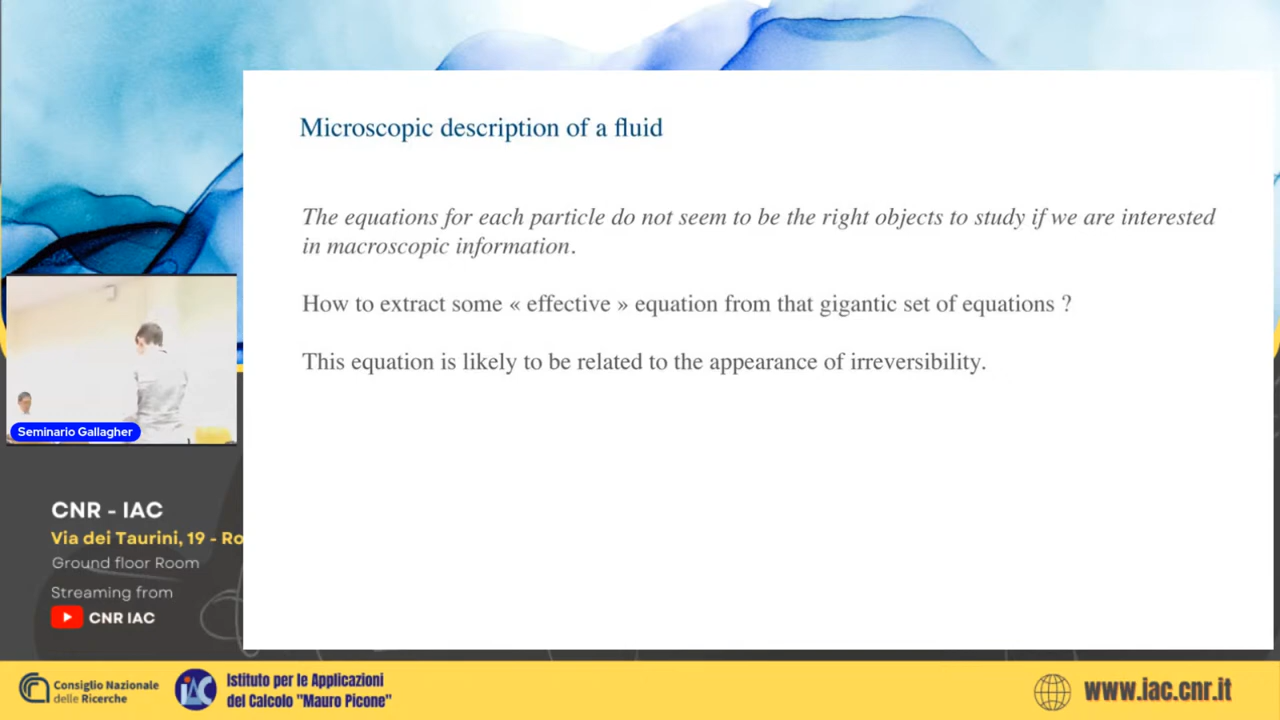 Microscopic description of a fluid
The equations for each particle do not seem to be the right objects to study if we are interested
in macroscopic information.
How to extract some « effective » equation from that gigantic set of equations ?
This equation is likely to be related to the appearance of irreversibility.
Seminario Gallagher
CNR - IAC
Via dei Taurini, 19 - Ro
Ground floor Room
Streaming from
CNR IAC
Consiglio Nazionale
delle Ricerche
IAC
Istituto per le Applicazioni
del Calcolo "Mauro Picone"
www.iac.cnr.it